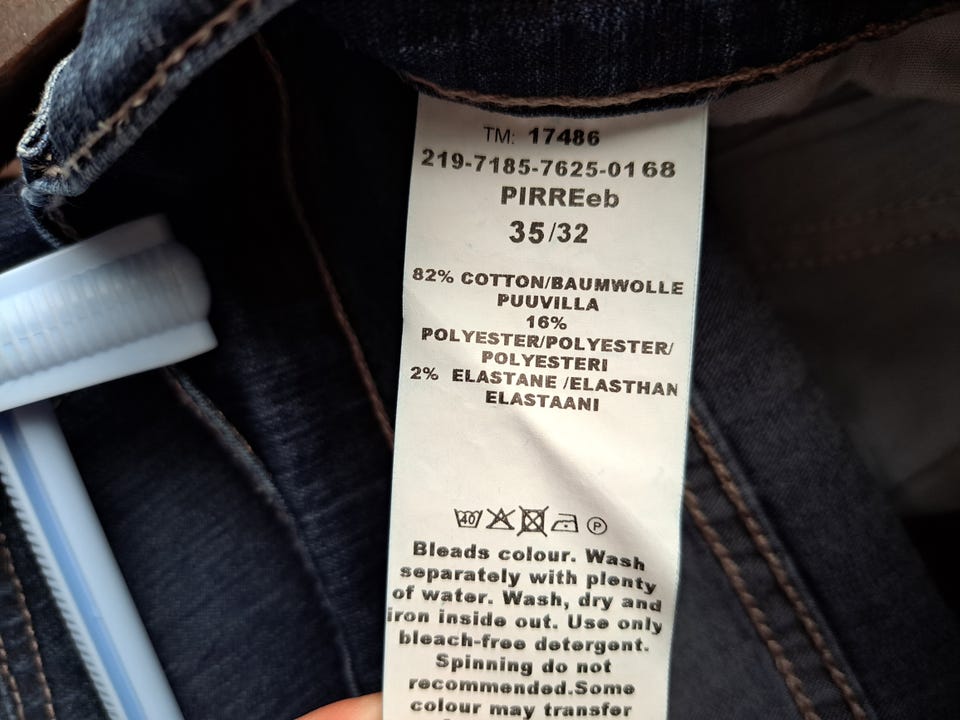 TM: 17486
219-7185-7625-0168
PIRREeb
35/32
82% COTTON/BAUMWOLLE
PUUVILLA
16%
POLYESTER/POLYESTER/
POLYESTERI
2% ELASTANE /ELASTHAN
ELASTAANI
40 P
Bleads colour. Wash
separately with plenty
of water. Wash, dry and
iron inside out. Use only
bleach-free detergent.
Spinning do not
recommended.Some
colour may transfer